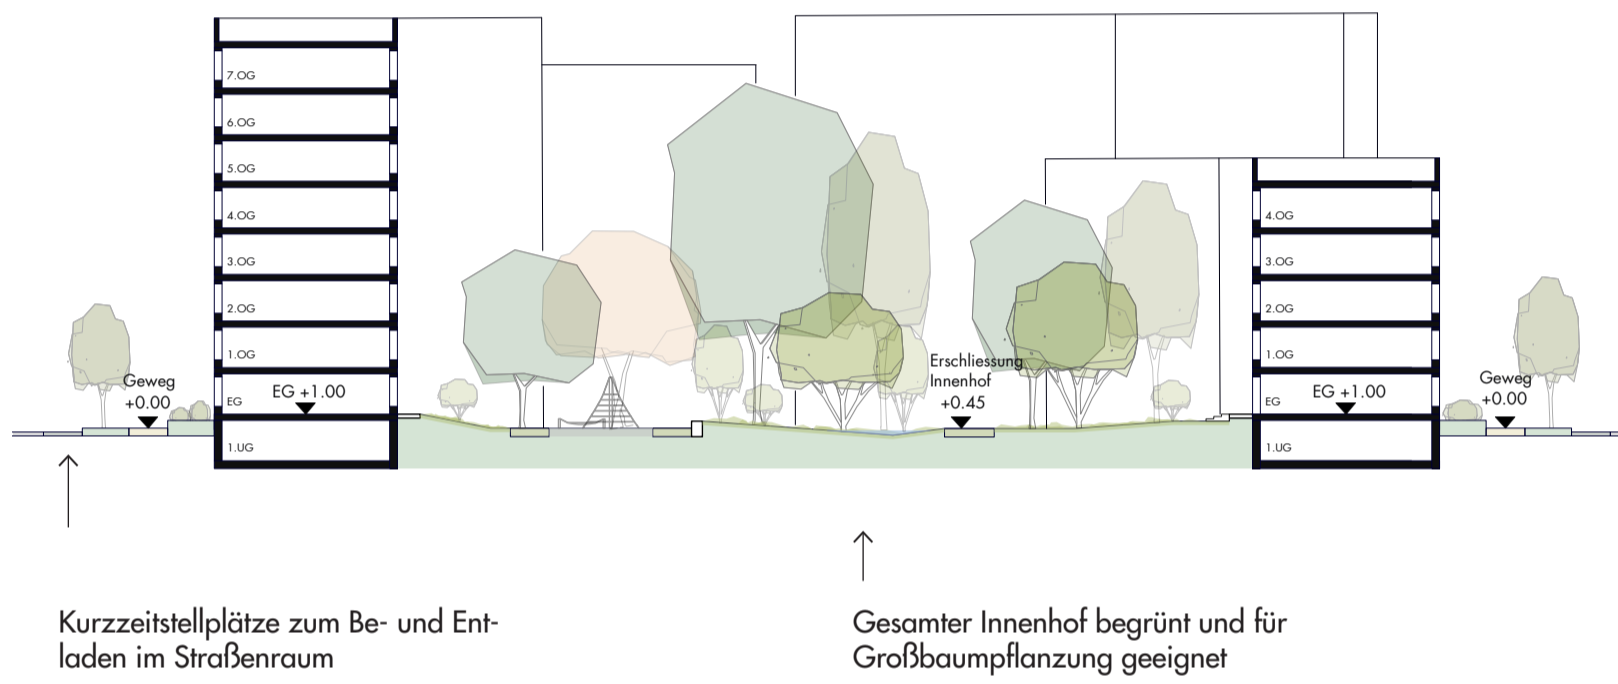 7.OG
6.OG
5.OG
4.OG
3.OG
2.OG
1.OG
EG
1.UG
EG +1.00
Geweg
+0.00
Erschliessung
Innenhof
+0.45
4.OG
3.OG
2.OG
1.OG
EG
1.UG
EG +1.00
Geweg
+0.00
Kurzzeitstellplätze zum Be- und Ent-
laden im Straßenraum
Gesamter Innenhof begrünt und für
Großbaumpflanzung geeignet